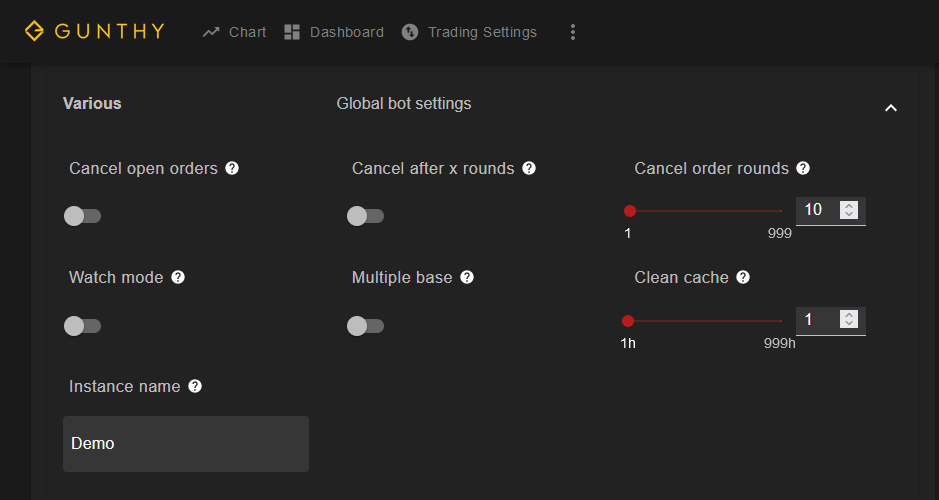 GUNTHY Chart Dashboard Trading Settings
Various Global bot settings
Cancel open orders ? Cancel after x rounds ? Cancel order rounds ?
10
1 999
Watch mode ? Multiple base ? Clean cache ?
1
1h 999h
Instance name ?
Demo